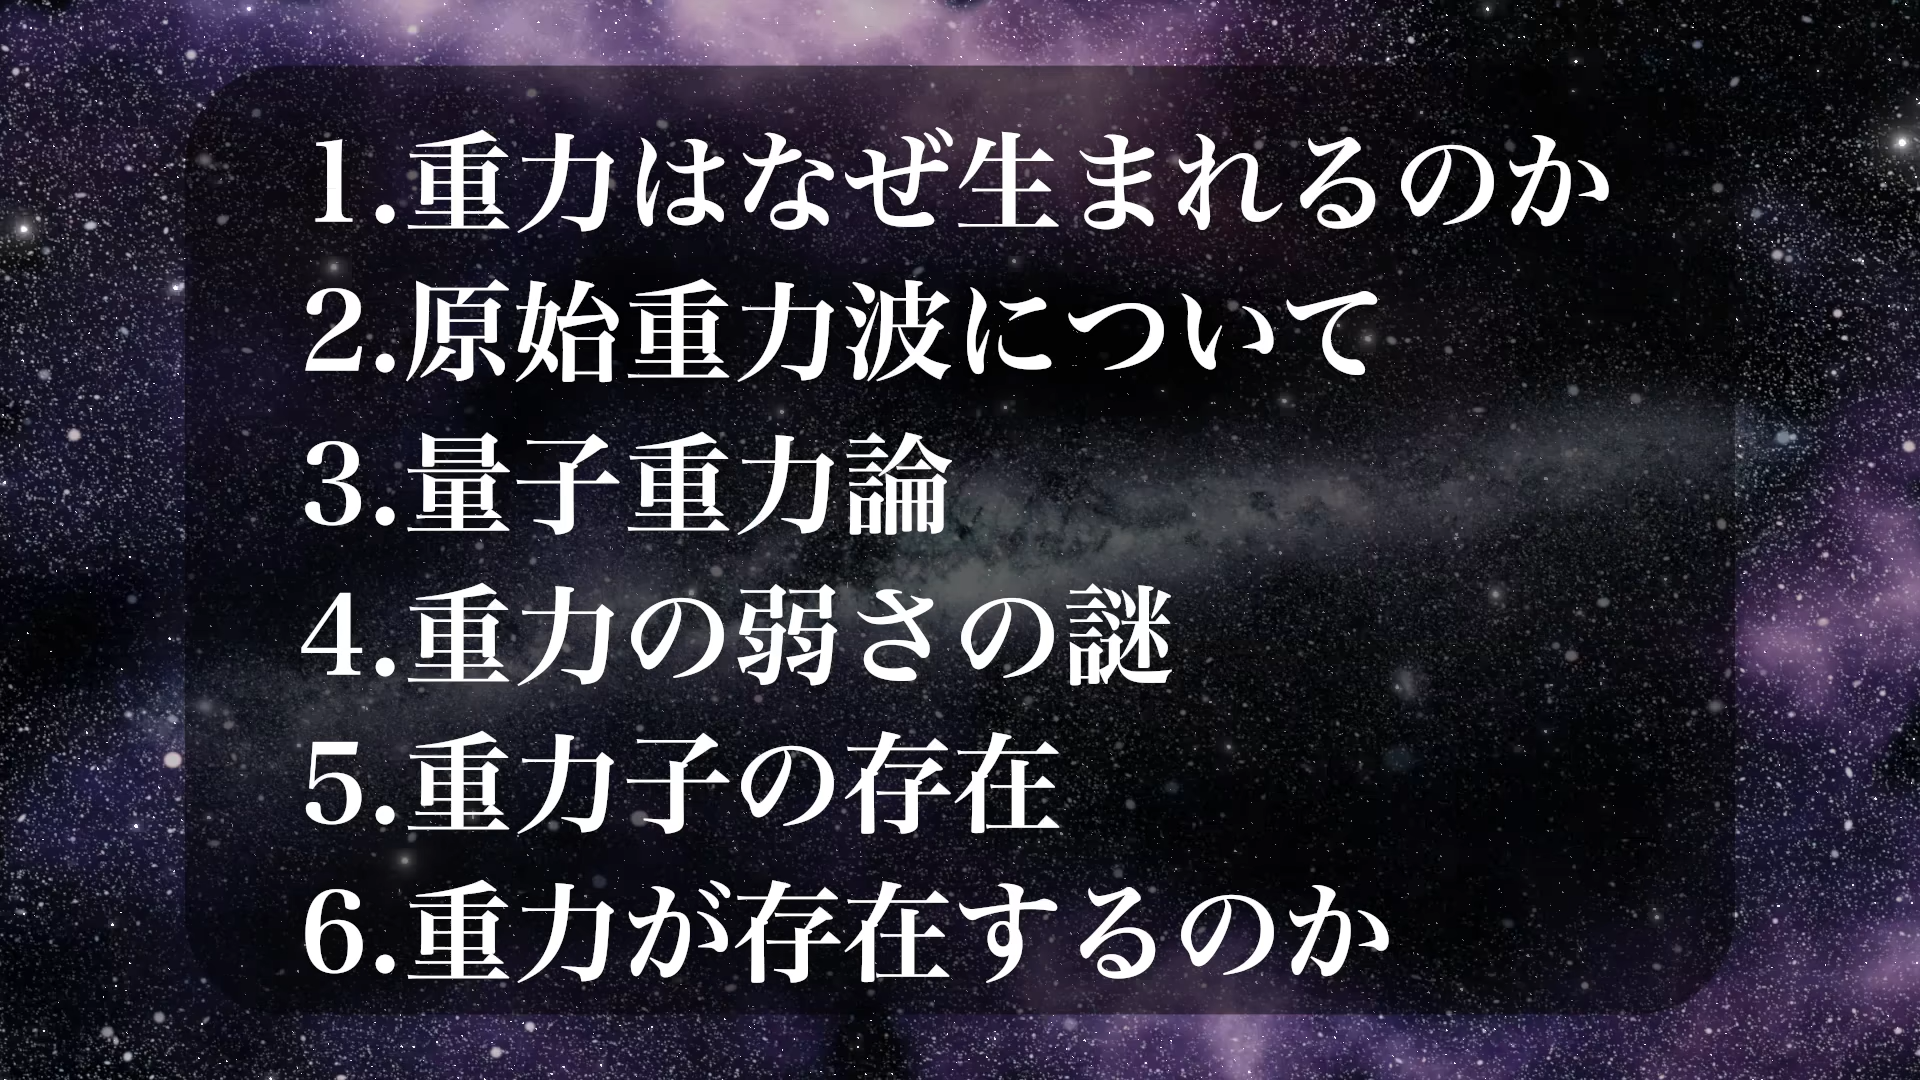 1.重力はなぜ生まれるのか
2.原始重力波について
3.量子重力論
4.重力の弱さの謎
5.重力子の存在
6.重力が存在するのか